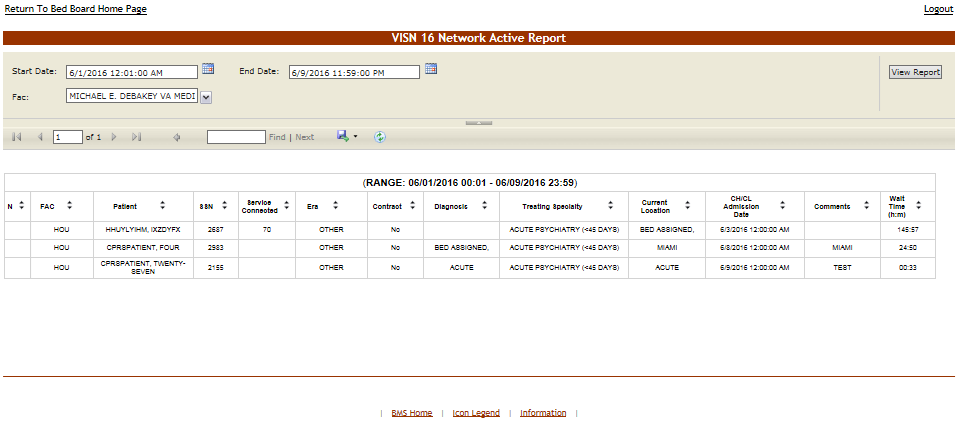 Return To Bed Board Home Page Logout
VISN 16 Network Active Report
Start Date: 6/1/2016 12:01:00 AM End Date: 6/9/2016 11:59:00 PM View Report
Fac: MICHAEL E. DEBAKEY VA MEDI
1 of 1 Find | Next
(RANGE: 06/01/2016 00:01 - 06/09/2016 23:59)
N FAC Patient SSN Service Connected Era Contract Diagnosis Treating Specialty Current Location CH/CL Admission Date Comments Wait Time (h:m)
HOU HHUYLYIHM, IXZDYFX 2687 70 OTHER No ACUTE PSYCHIATRY (<45 DAYS) BED ASSIGNED, 6/3/2016 12:00:00 AM 145:57
HOU CPRSPATIENT, FOUR 2983 OTHER No BED ASSIGNED, ACUTE PSYCHIATRY (<45 DAYS) MIAMI 6/8/2016 12:00:00 AM MIAMI 24:50
HOU CPRSPATIENT, TWENTY-SEVEN 2155 OTHER No ACUTE ACUTE PSYCHIATRY (<45 DAYS) ACUTE 6/9/2016 12:00:00 AM TEST 00:33
| BMS Home | Icon Legend | Information |